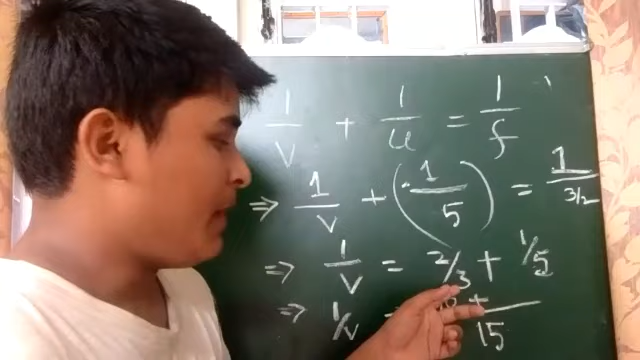 1/v + 1/u = 1/f
⇒ 1/v + (-1/5) = 1/3/2
⇒ 1/v = 2/3 + 1/5
⇒ 1/v = + /15